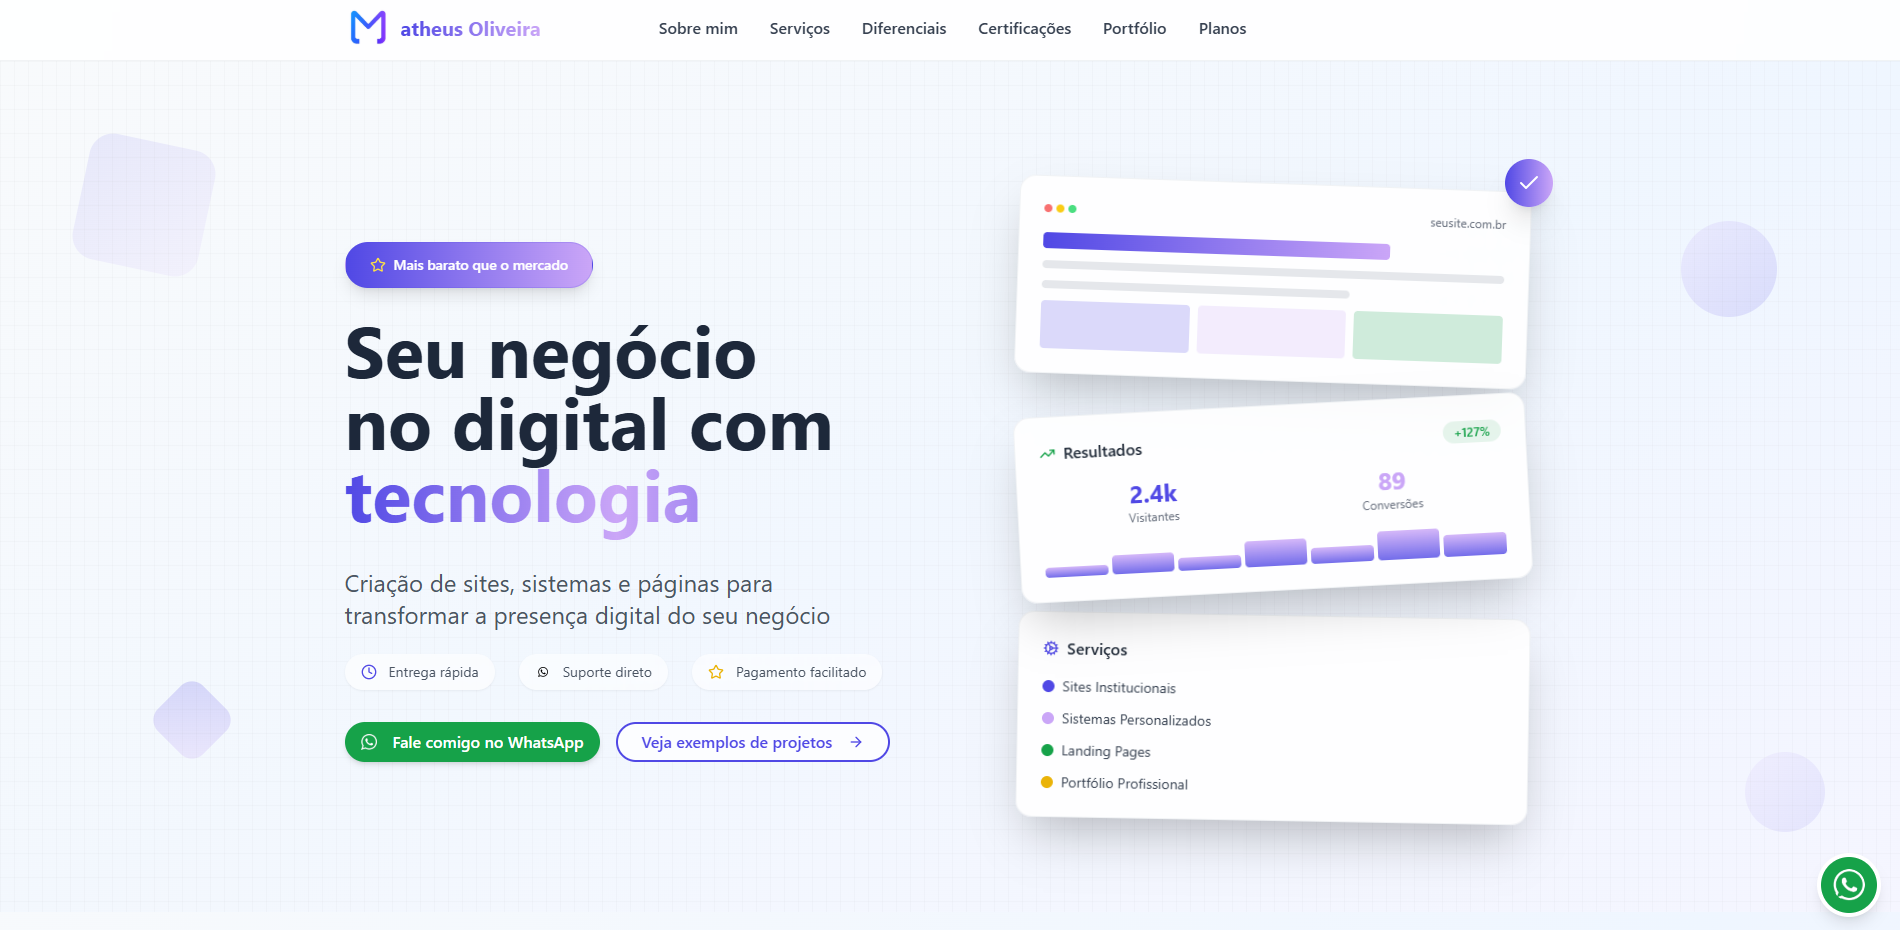 Matheus Oliveira
Sobre mim
Serviços
Diferenciais
Certificações
Portfólio
Planos
Mais barato que o mercado
Seu negócio
no digital com
tecnologia
Criação de sites, sistemas e páginas para
transformar a presença digital do seu negócio
Entrega rápida
Suporte direto
Pagamento facilitado
Fale comigo no WhatsApp
Veja exemplos de projetos
seusite.com.br
Resultados
+127%
2.4k
Visitantes
89
Conversões
Serviços
Sites Institucionais
Sistemas Personalizados
Landing Pages
Portfólio Profissional